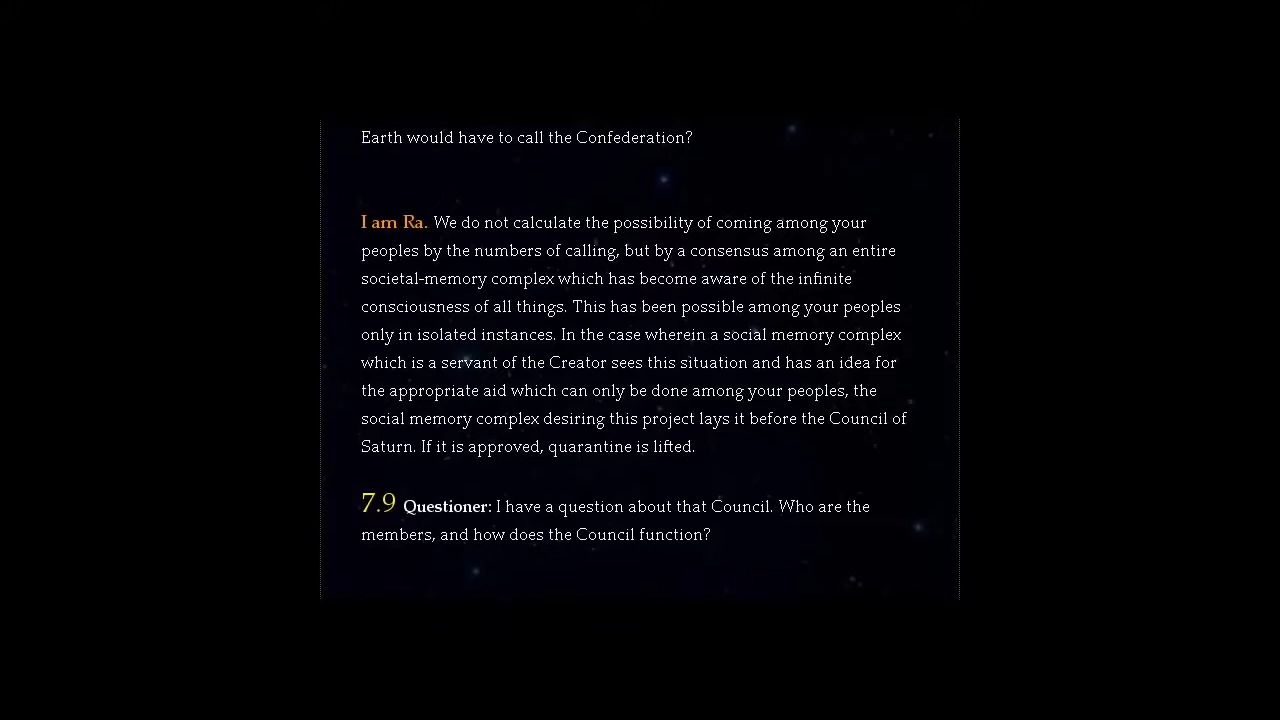 Earth would have to call the Confederation?
I am Ra. We do not calculate the possibility of coming among your
peoples by the numbers of calling, but by a consensus among an entire
societal-memory complex which has become aware of the infinite
consciousness of all things. This has been possible among your peoples
only in isolated instances. In the case wherein a social memory complex
which is a servant of the Creator sees this situation and has an idea for
the appropriate aid which can only be done among your peoples, the
social memory complex desiring this project lays it before the Council of
Saturn. If it is approved, quarantine is lifted.
7.9 Questioner: I have a question about that Council. Who are the
members, and how does the Council function?